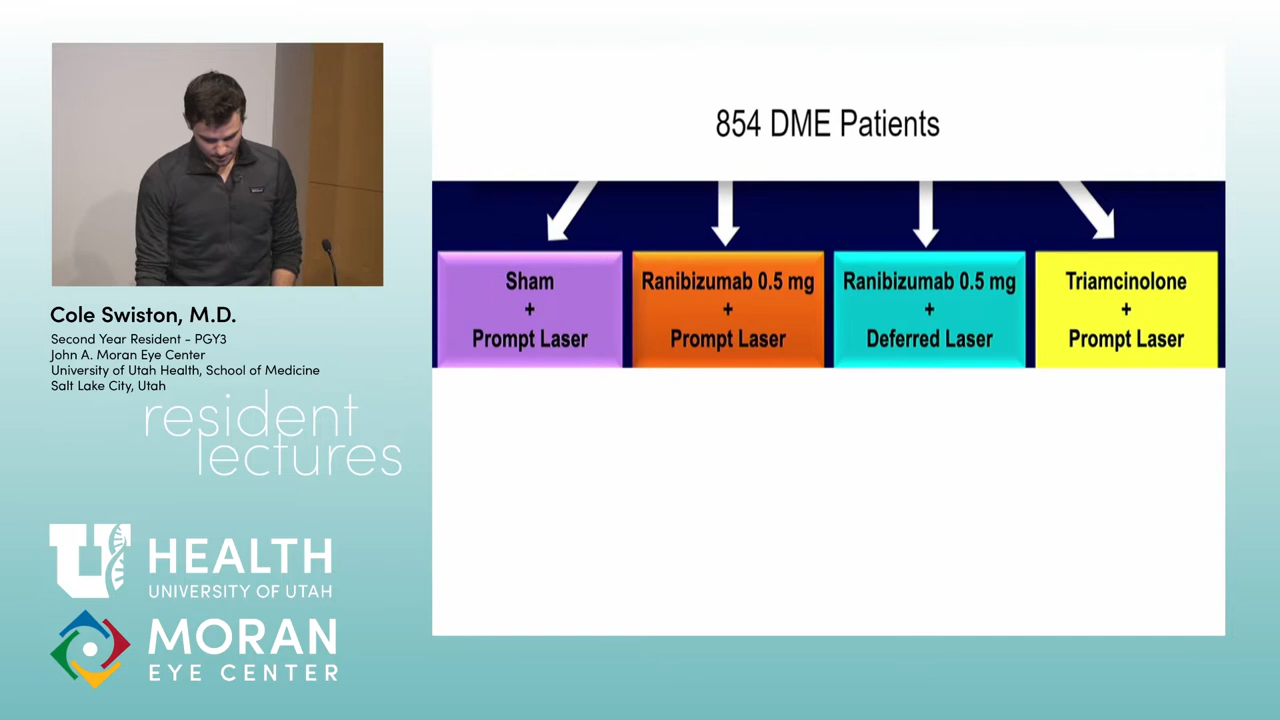 854 DME Patients
Sham
+
Prompt Laser
Ranibizumab 0.5 mg
+
Prompt Laser
Ranibizumab 0.5 mg
+
Deferred Laser
Triamcinolone
+
Prompt Laser
Cole Swiston, M.D.
Second Year Resident - PGY3
John A. Moran Eye Center
University of Utah Health, School of Medicine
Salt Lake City, Utah
resident
lectures
U HEALTH
UNIVERSITY OF UTAH
MORAN
EYE CENTER